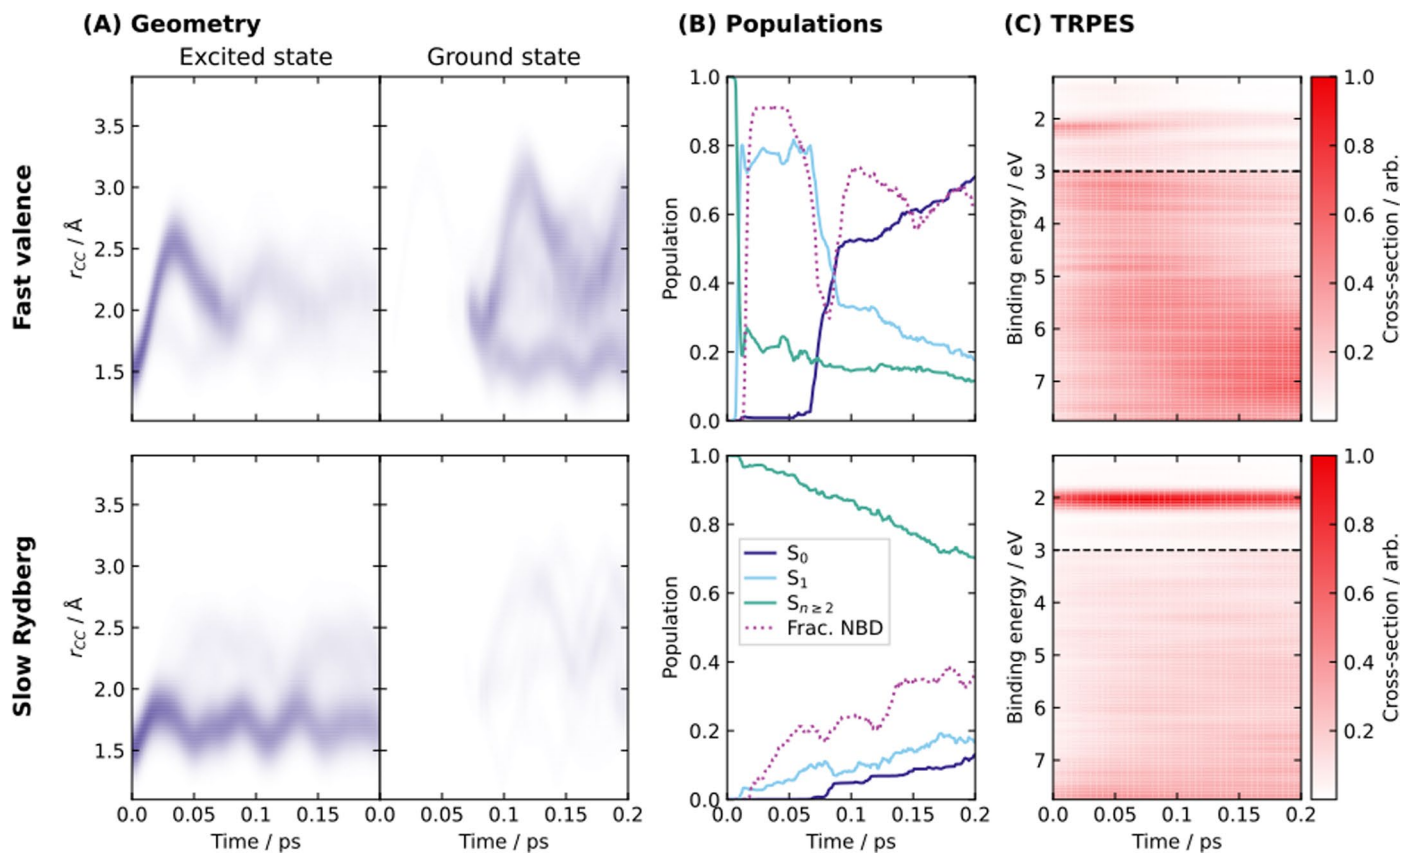 (A) Geometry
(B) Populations
(C) TRPES
Excited state
Ground state
Fast valence
r_CC / Å
3.5
3.0
2.5
2.0
1.5
Population
1.0
0.8
0.6
0.4
0.2
0.0
Binding energy / eV
2
3
4
5
6
7
1.0
0.8
0.6
0.4
0.2
Cross-section / arb.
Slow Rydberg
r_CC / Å
3.5
3.0
2.5
2.0
1.5
0.0 0.05 0.1 0.15 0.0 0.05 0.1 0.15 0.2
Time / ps
Time / ps
Population
1.0
0.8
0.6
0.4
0.2
0.0
S₀
S₁
Sₙ ≥ ₂
Frac. NBD
0.0 0.05 0.1 0.15 0.2
Time / ps
Binding energy / eV
2
3
4
5
6
7
0.0 0.05 0.1 0.15 0.2
Time / ps
1.0
0.8
0.6
0.4
0.2
Cross-section / arb.